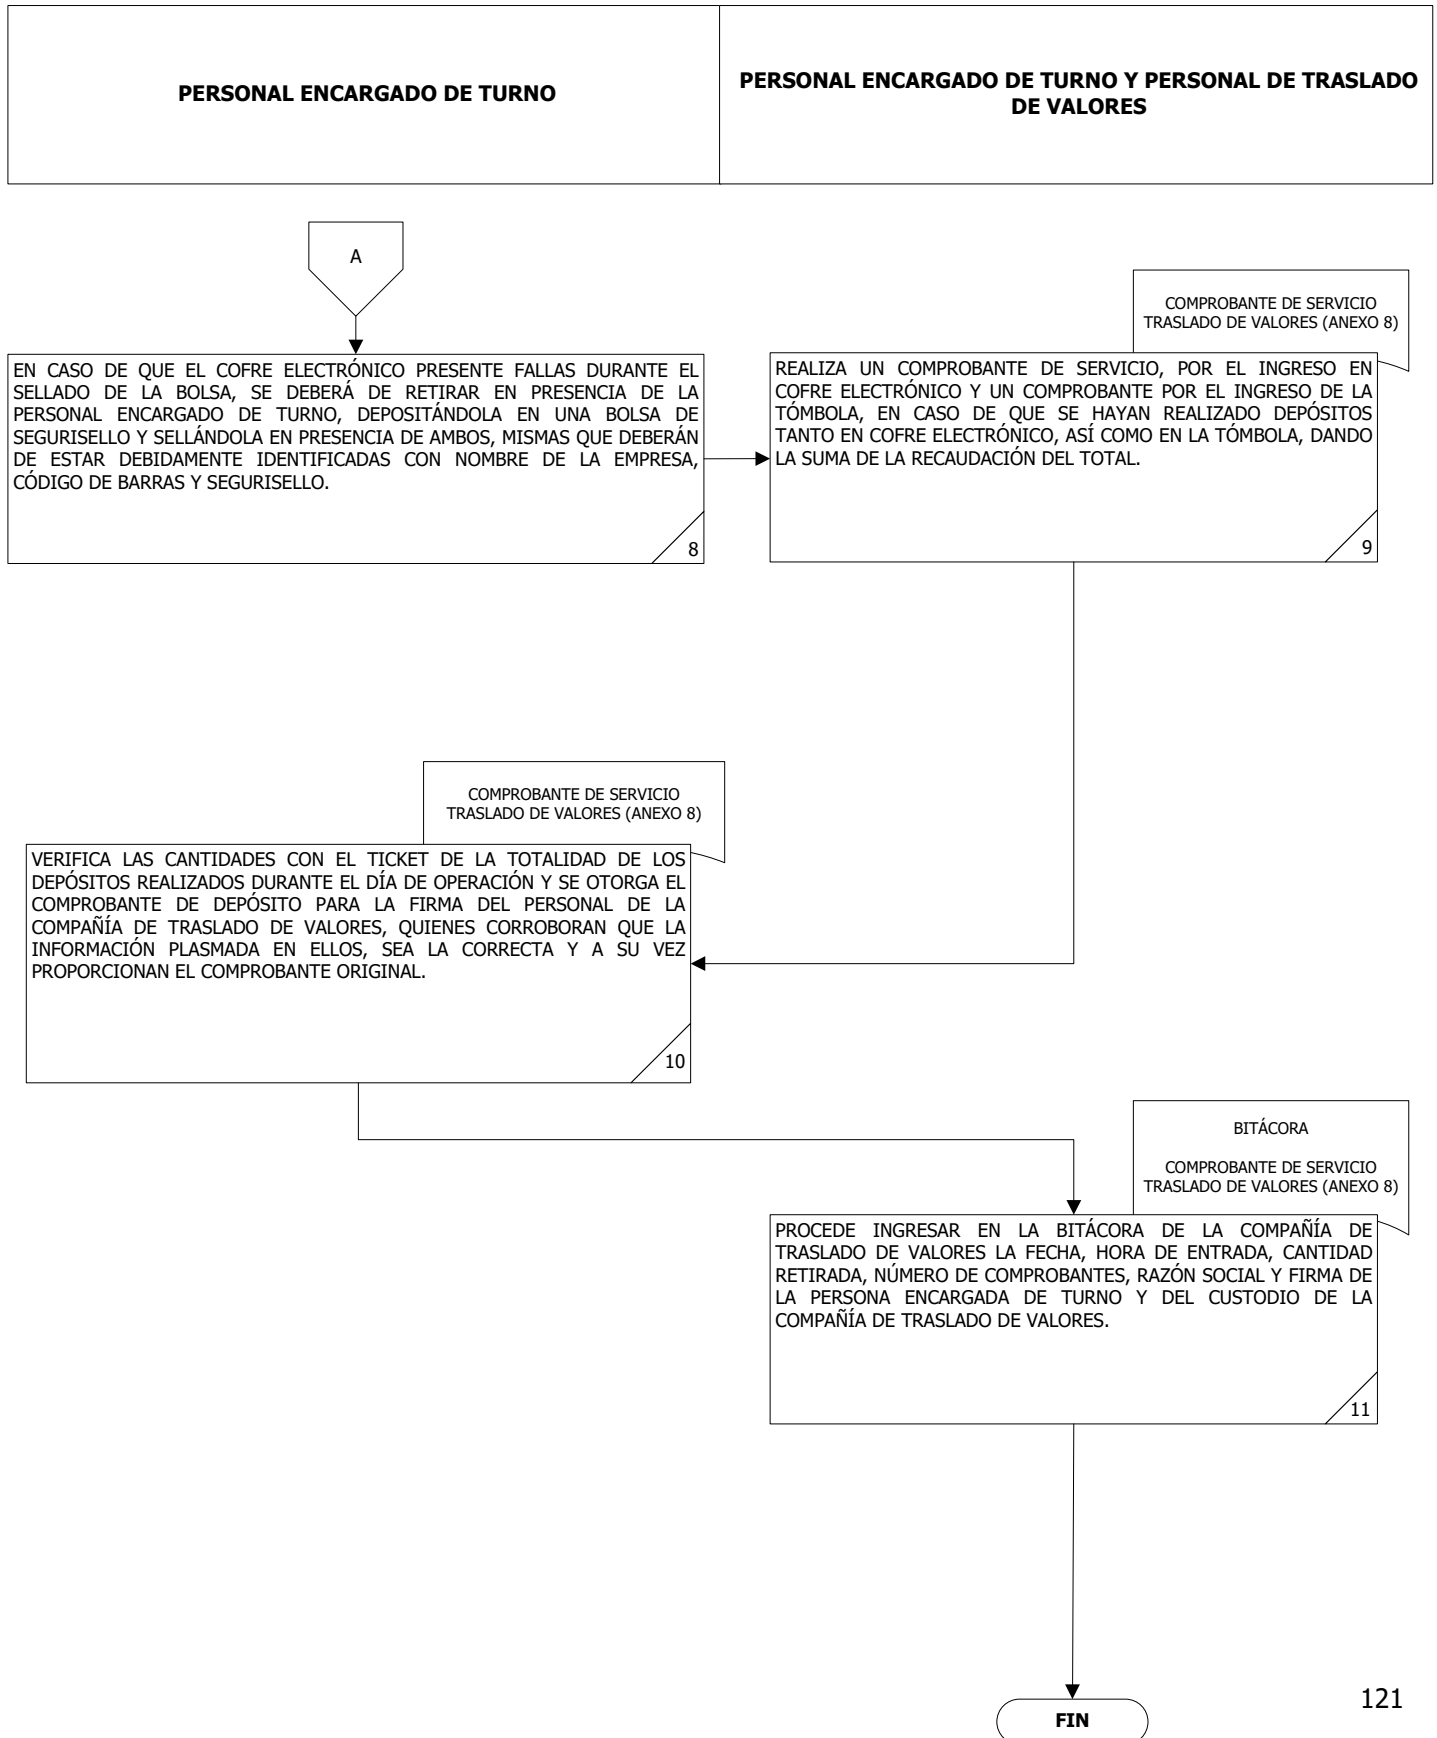 PERSONAL ENCARGADO DE TURNO
PERSONAL ENCARGADO DE TURNO Y PERSONAL DE TRASLADO
DE VALORES
A
EN CASO DE QUE EL COFRE ELECTRÓNICO PRESENTE FALLAS DURANTE EL
SELLADO DE LA BOLSA, SE DEBERÁ DE RETIRAR EN PRESENCIA DE LA
PERSONAL ENCARGADO DE TURNO, DEPOSITÁNDOLA EN UNA BOLSA DE
SEGURISELLO Y SELLÁNDOLA EN PRESENCIA DE AMBOS, MISMAS QUE DEBERÁN
DE ESTAR DEBIDAMENTE IDENTIFICADAS CON NOMBRE DE LA EMPRESA,
CÓDIGO DE BARRAS Y SEGURISELLO.
8
COMPROBANTE DE SERVICIO
TRASLADO DE VALORES (ANEXO 8)
REALIZA UN COMPROBANTE DE SERVICIO, POR EL INGRESO EN
COFRE ELECTRÓNICO Y UN COMPROBANTE POR EL INGRESO DE LA
TÓMBOLA, EN CASO DE QUE SE HAYAN REALIZADO DEPÓSITOS
TANTO EN COFRE ELECTRÓNICO, ASÍ COMO EN LA TÓMBOLA, DANDO
LA SUMA DE LA RECAUDACIÓN DEL TOTAL.
9
COMPROBANTE DE SERVICIO
TRASLADO DE VALORES (ANEXO 8)
VERIFICA LAS CANTIDADES CON EL TICKET DE LA TOTALIDAD DE LOS
DEPÓSITOS REALIZADOS DURANTE EL DÍA DE OPERACIÓN Y SE OTORGA EL
COMPROBANTE DE DEPÓSITO PARA LA FIRMA DEL PERSONAL DE LA
COMPAÑÍA DE TRASLADO DE VALORES, QUIENES CORROBORAN QUE LA
INFORMACIÓN PLASMADA EN ELLOS, SEA LA CORRECTA Y A SU VEZ
PROPORCIONAN EL COMPROBANTE ORIGINAL.
10
BITÁCORA
COMPROBANTE DE SERVICIO
TRASLADO DE VALORES (ANEXO 8)
PROCEDE INGRESAR EN LA BITÁCORA DE LA COMPAÑÍA DE
TRASLADO DE VALORES LA FECHA, HORA DE ENTRADA, CANTIDAD
RETIRADA, NÚMERO DE COMPROBANTES, RAZÓN SOCIAL Y FIRMA DE
LA PERSONA ENCARGADA DE TURNO Y DEL CUSTODIO DE LA
COMPAÑÍA DE TRASLADO DE VALORES.
11
FIN
121